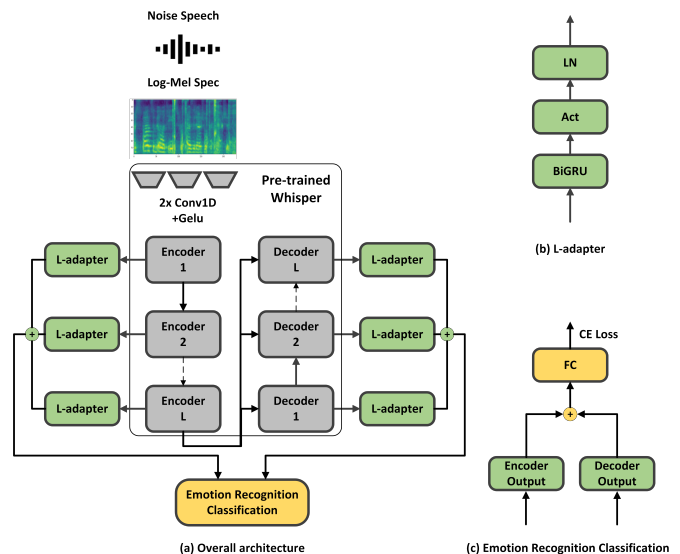 Noise Speech
Log-Mel Spec
2x Conv1D
+Gelu
Pre-trained
Whisper
L-adapter
Encoder
1
Decoder
L
L-adapter
L-adapter
Encoder
2
Decoder
2
L-adapter
L-adapter
Encoder
L
Decoder
1
L-adapter
+
+
Emotion Recognition
Classification
(a) Overall architecture
LN
Act
BiGRU
(b) L-adapter
CE Loss
FC
+
Encoder
Output
Decoder
Output
(c) Emotion Recognition Classification